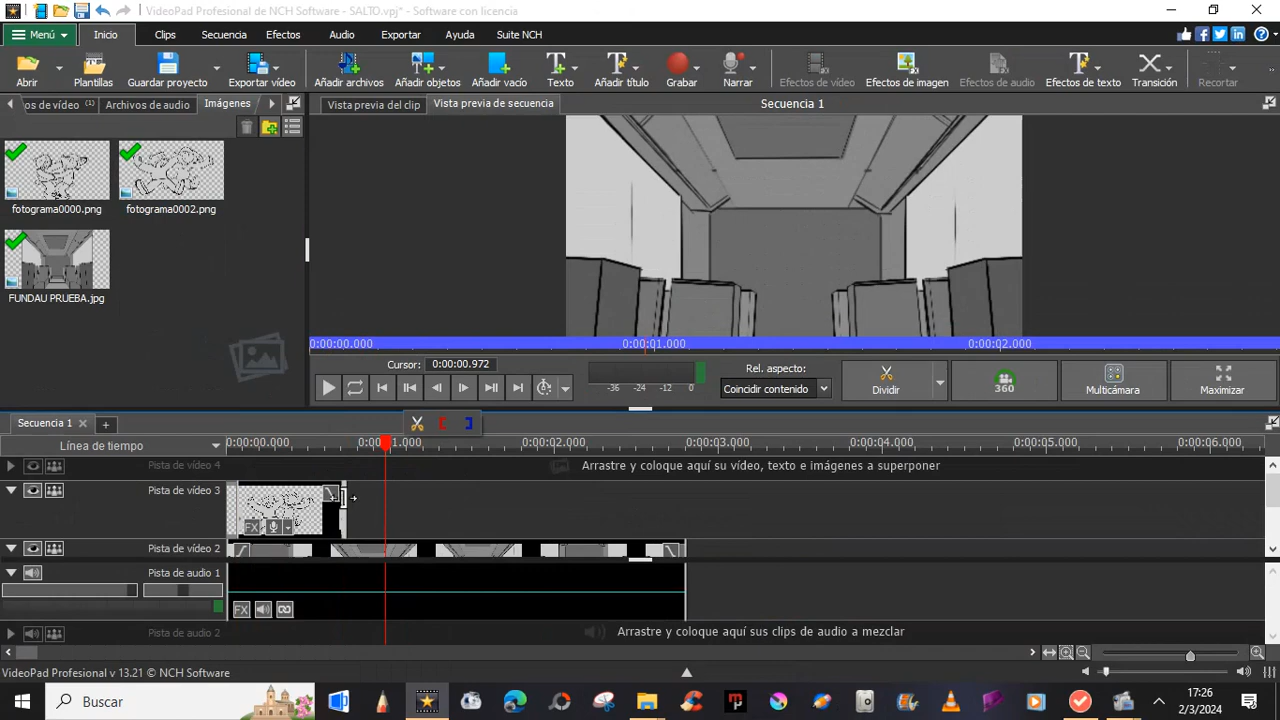 VideoPad Profesional de NCH Software - SALTO.vpj* - Software con licencia
Menú Inicio Clips Secuencia Efectos Audio Exportar Ayuda Suite NCH
Abrir Plantillas Guardar proyecto Exportar vídeo Añadir archivos Añadir objetos Añadir vacío Texto Añadir título Grabar Narrar Efectos de vídeo Efectos de imagen Efectos de audio Efectos de texto Transición Recortar
os de vídeo (1) Archivos de audio Imágenes Vista previa del clip Vista previa de secuencia Secuencia 1
fotograma0000.png fotograma0002.png
FUNDAU PRUEBA.jpg
0:00:00.000 0:00:01.000 0:00:02.000
Cursor: 0:00:00.972 -36 -24 -12 0 Rel. aspecto: Coincidir contenido Dividir 360 Multicámara Maximizar
Secuencia 1
Línea de tiempo 0:00:00.000 0:00:01.000 0:00:02.000 0:00:03.000 0:00:04.000 0:00:05.000 0:00:06.000
Pista de vídeo 4 Arrastre y coloque aquí su vídeo, texto e imágenes a superponer
Pista de vídeo 3
FX
Pista de vídeo 2
Pista de audio 1
FX
Pista de audio 2 Arrastre y coloque aquí sus clips de audio a mezclar
VideoPad Profesional v 13.21 © NCH Software
Buscar
17:26
2/3/2024